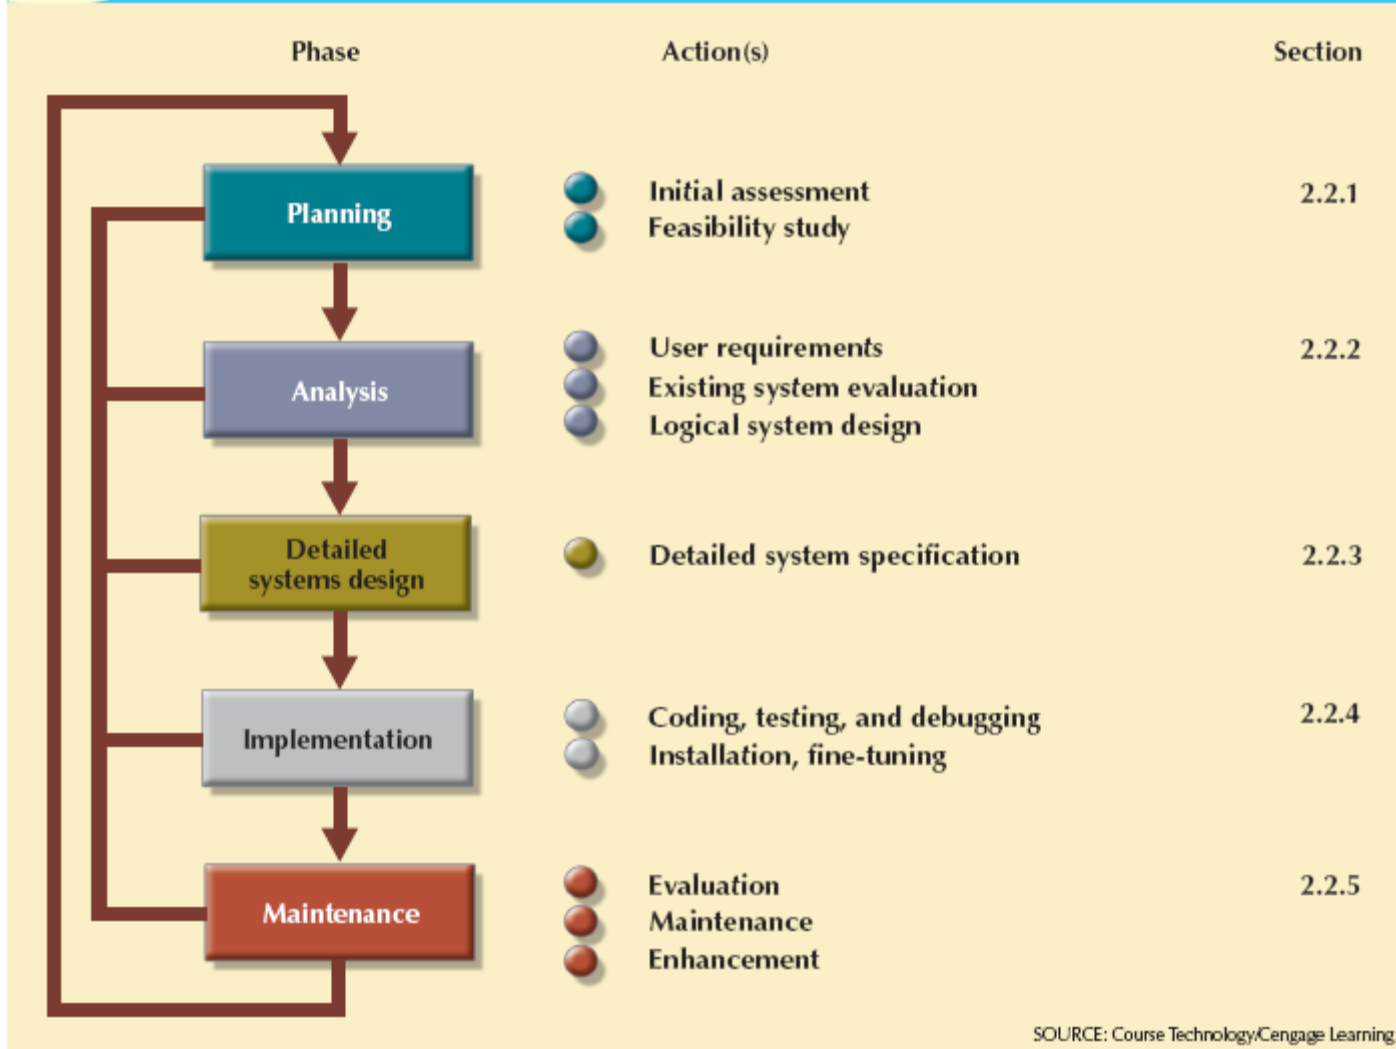 Phase Action(s) Section
Planning
Initial assessment 2.2.1
Feasibility study
Analysis
User requirements 2.2.2
Existing system evaluation
Logical system design
Detailed
systems design
Detailed system specification 2.2.3
Implementation
Coding, testing, and debugging 2.2.4
Installation, fine-tuning
Maintenance
Evaluation 2.2.5
Maintenance
Enhancement
SOURCE: Course Technology/Cengage Learning